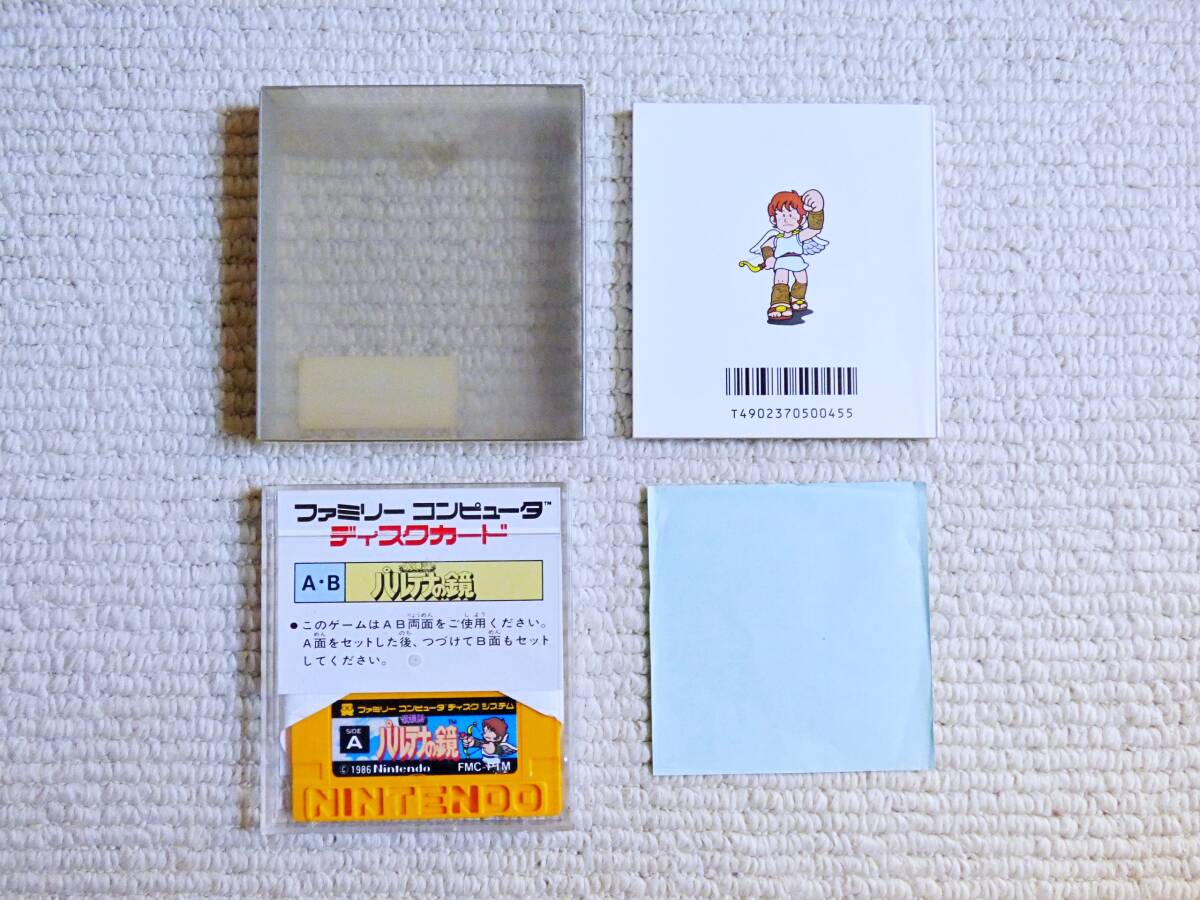 T4902370500455
ファミリー コンピュータ™
ディスクカード
A・B
パルテナの鏡
●このゲームはAB両面をご使用ください。
A面をセットした後、つづけてB面もセット
してください。
ファミリー コンピュータ ディスク システム
SIDE
A
パルテナの鏡™
©1986 Nintendo
NINTENDO